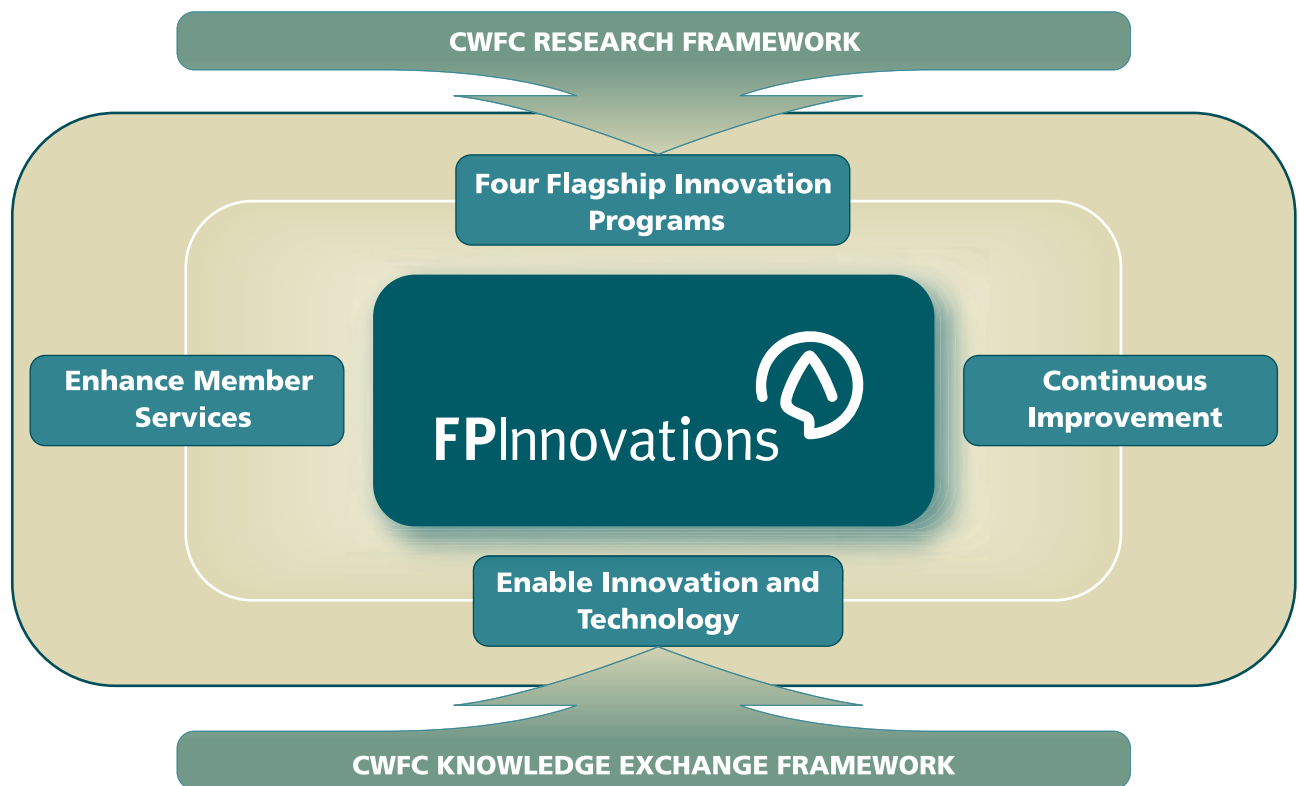 CWFC RESEARCH FRAMEWORK
Four Flagship Innovation
Programs
Enhance Member
Services
FPInnovations
Continuous
Improvement
Enable Innovation and
Technology
CWFC KNOWLEDGE EXCHANGE FRAMEWORK